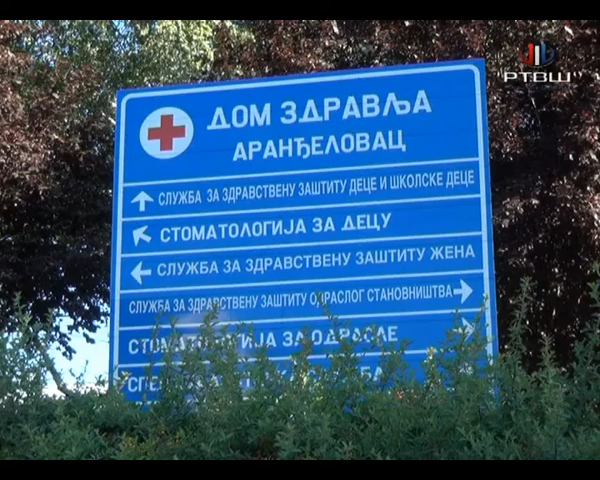 РТВШ
ДОМ ЗДРАВЉА
АРАНЂЕЛОВАЦ
СЛУЖБА ЗА ЗДРАВСТВЕНУ ЗАШТИТУ ДЕЦЕ И ШКОЛСКЕ ДЕЦЕ
СТОМАТОЛОГИЈА ЗА ДЕЦУ
СЛУЖБА ЗА ЗДРАВСТВЕНУ ЗАШТИТУ ЖЕНА
СЛУЖБА ЗА ЗДРАВСТВЕНУ ЗАШТИТУ ОДРАСЛОГ СТАНОВНИШТВА
СТОМАТОЛОГИЈА ЗА ОДРАСЛЕ